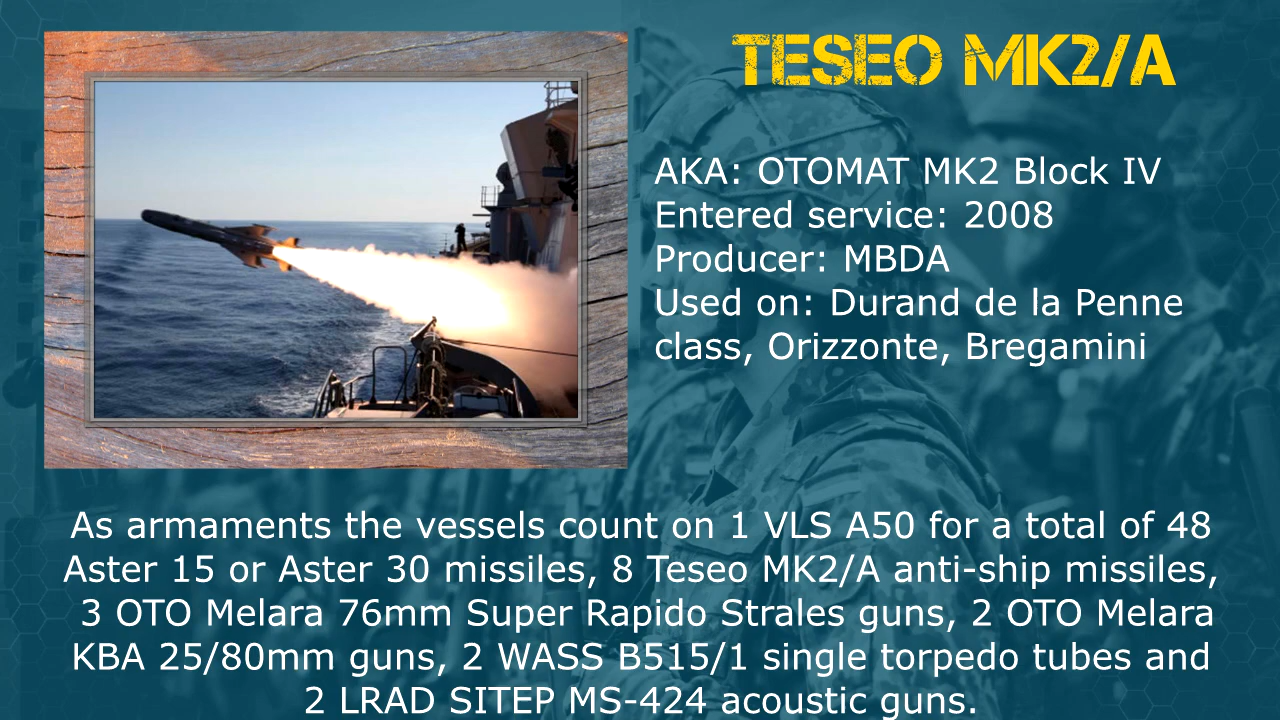 TESEO MK2/A
AKA: OTOMAT MK2 Block IV
Entered service: 2008
Producer: MBDA
Used on: Durand de la Penne
class, Orizzonte, Bregamini
As armaments the vessels count on 1 VLS A50 for a total of 48
Aster 15 or Aster 30 missiles, 8 Teseo MK2/A anti-ship missiles,
3 OTO Melara 76mm Super Rapido Strales guns, 2 OTO Melara
KBA 25/80mm guns, 2 WASS B515/1 single torpedo tubes and
2 LRAD SITEP MS-424 acoustic guns.